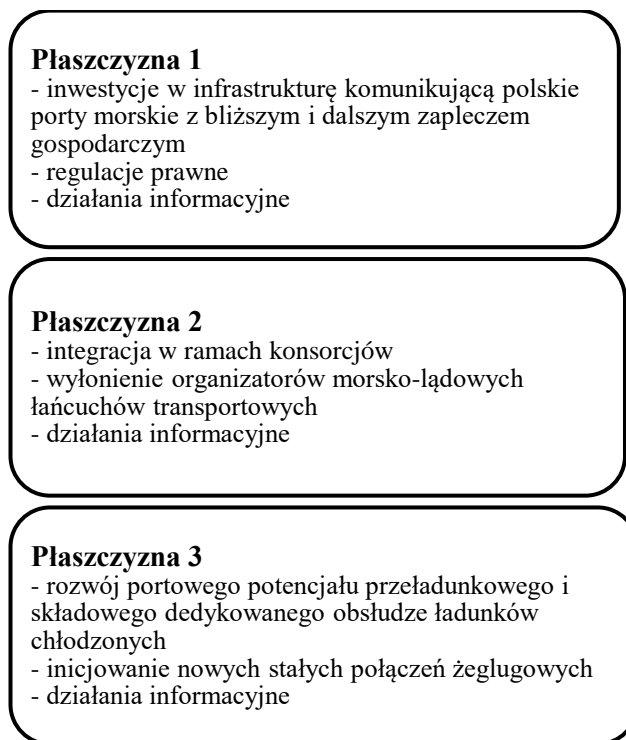 Płaszczyzna 1
- inwestycje w infrastrukturę komunikującą polskie
porty morskie z bliższym i dalszym zapleczem
gospodarczym
- regulacje prawne
- działania informacyjne
Płaszczyzna 2
- integracja w ramach konsorcjów
- wyłonienie organizatorów morsko-lądowych
łańcuchów transportowych
- działania informacyjne
Płaszczyzna 3
- rozwój portowego potencjału przeładunkowego i
składowego dedykowanego obsłudze ładunków
chłodzonych
- inicjowanie nowych stałych połączeń żeglugowych
- działania informacyjne